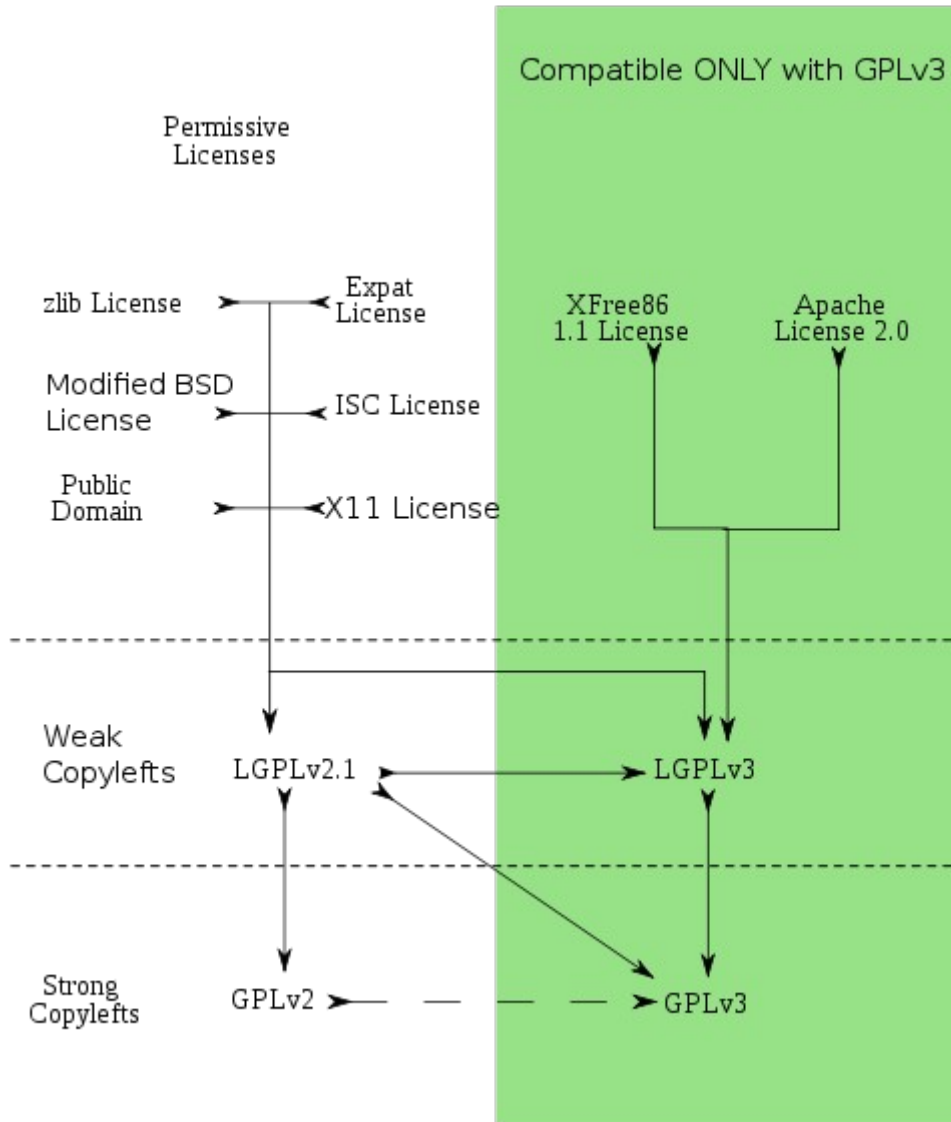 Compatible ONLY with GPLv3
Permissive
Licenses
zlib License
Expat
License
XFree86
1.1 License
Apache
License 2.0
Modified BSD
License
ISC License
Public
Domain
X11 License
Weak
Copylefts
LGPLv2.1
LGPLv3
Strong
Copylefts
GPLv2
GPLv3